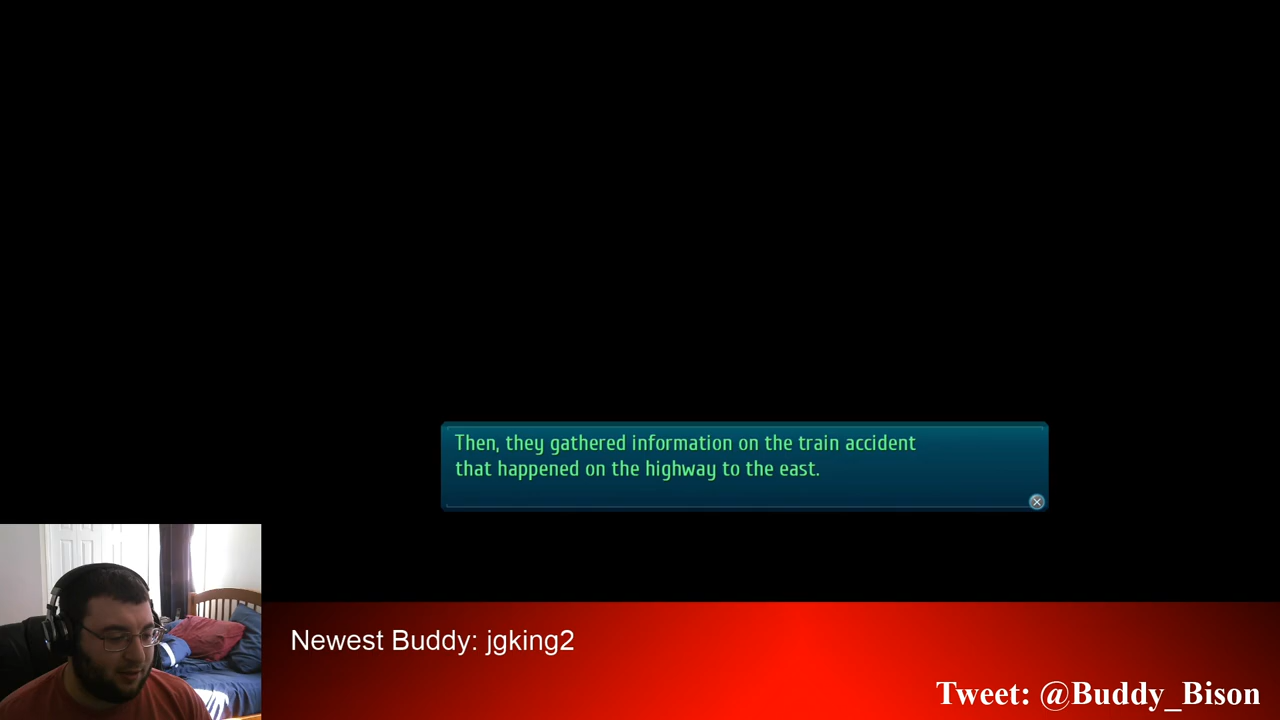 Then, they gathered information on the train accident
that happened on the highway to the east.
Newest Buddy: jgking2
Tweet: @Buddy_Bison